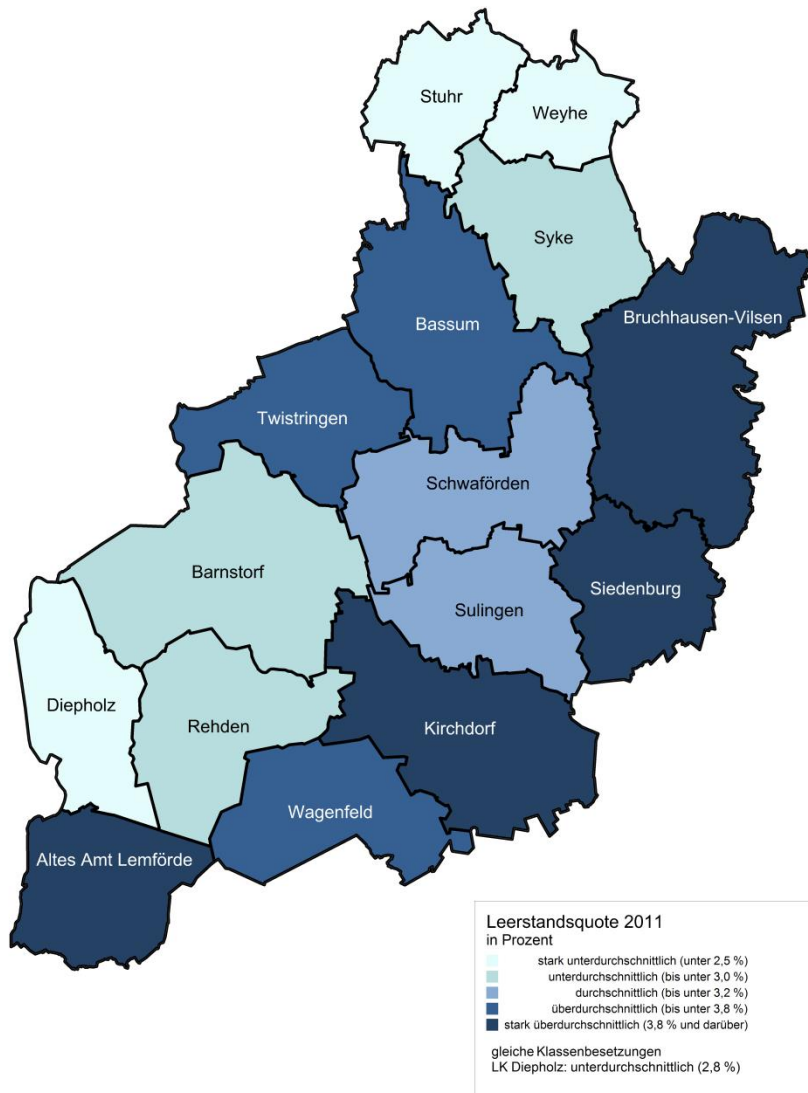 Stuhr
Weyhe
Syke
Bruchhausen-Vilsen
Bassum
Twistringen
Schwaförden
Barnstorf
Siedenburg
Sulingen
Diepholz
Rehden
Kirchdorf
Wagenfeld
Altes Amt Lemförde
Leerstandsquote 2011
in Prozent
stark unterdurchschnittlich (unter 2,5 %)
unterdurchschnittlich (bis unter 3,0 %)
durchschnittlich (bis unter 3,2 %)
überdurchschnittlich (bis unter 3,8 %)
stark überdurchschnittlich (3,8 % und darüber)
gleiche Klassenbesetzungen
LK Diepholz: unterdurchschnittlich (2,8 %)